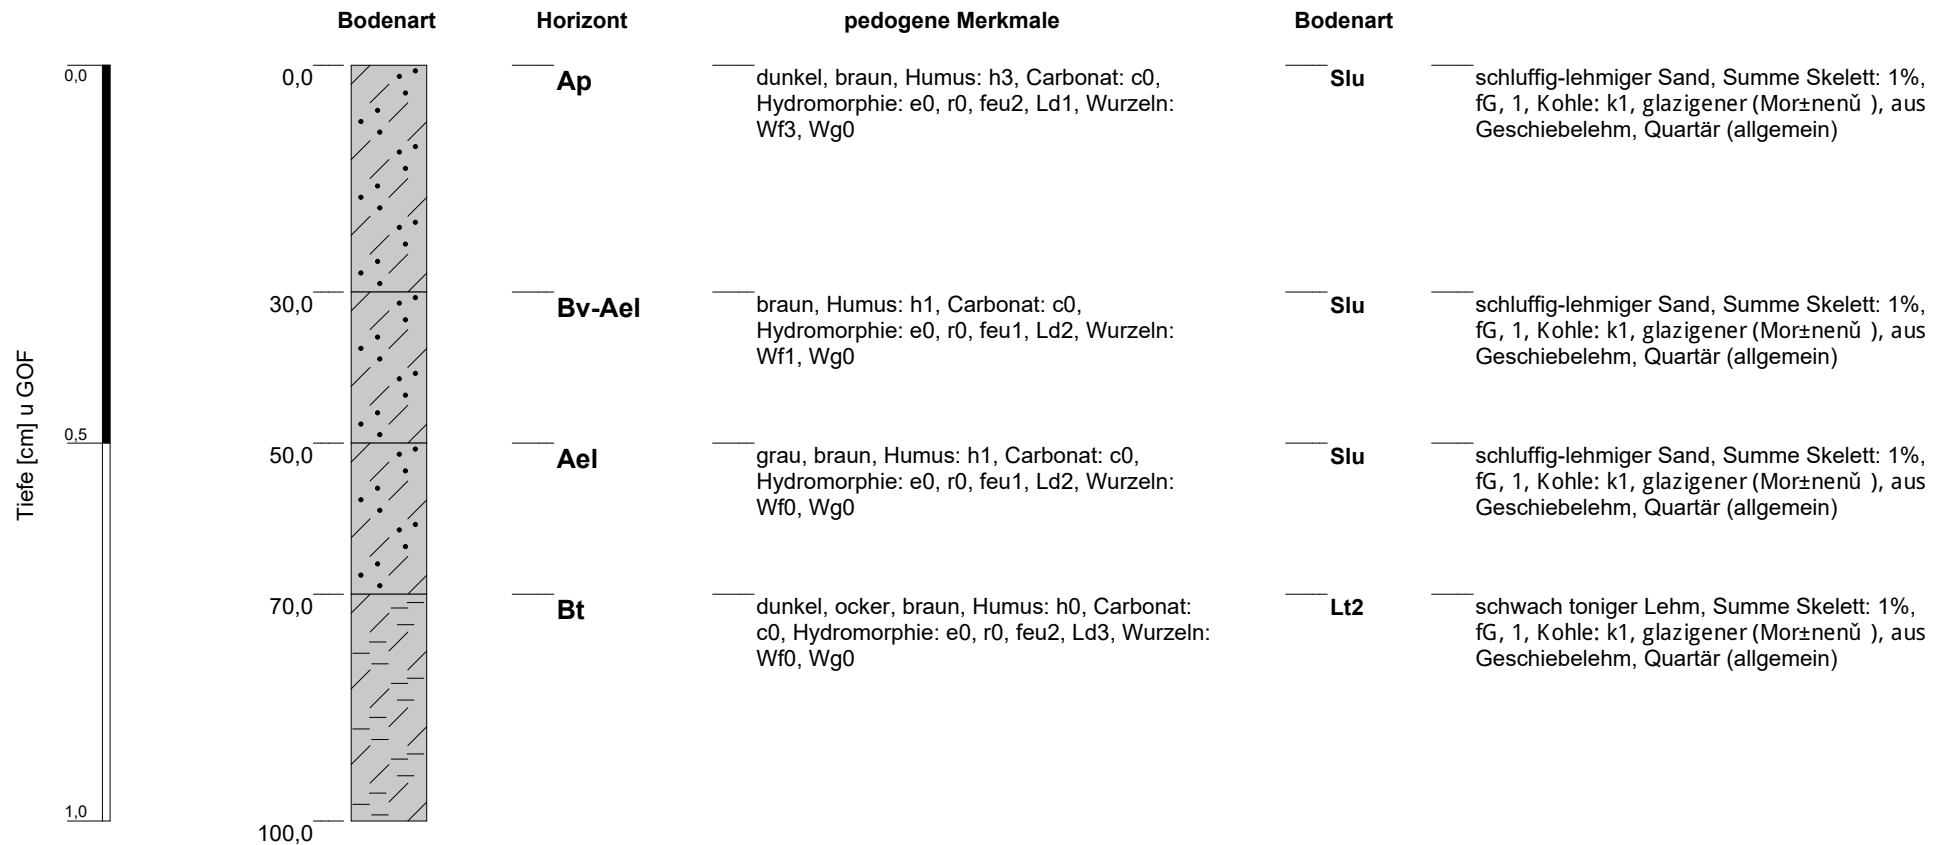 Bodenart Horizont pedogene Merkmale Bodenart
Tiefe [cm] u GOF
0,0
0,5
1,0
0,0
Ap
dunkel, braun, Humus: h3, Carbonat: c0,
Hydromorphie: e0, r0, feu2, Ld1, Wurzeln:
Wf3, Wg0
Slu
schluffig-lehmiger Sand, Summe Skelett: 1%,
fG, 1, Kohle: k1, glazigener (Mor±nenŭ ), aus
Geschiebelehm, Quartär (allgemein)
30,0
Bv-Ael
braun, Humus: h1, Carbonat: c0,
Hydromorphie: e0, r0, feu1, Ld2, Wurzeln:
Wf1, Wg0
Slu
schluffig-lehmiger Sand, Summe Skelett: 1%,
fG, 1, Kohle: k1, glazigener (Mor±nenŭ ), aus
Geschiebelehm, Quartär (allgemein)
50,0
Ael
grau, braun, Humus: h1, Carbonat: c0,
Hydromorphie: e0, r0, feu1, Ld2, Wurzeln:
Wf0, Wg0
Slu
schluffig-lehmiger Sand, Summe Skelett: 1%,
fG, 1, Kohle: k1, glazigener (Mor±nenŭ ), aus
Geschiebelehm, Quartär (allgemein)
70,0
Bt
dunkel, ocker, braun, Humus: h0, Carbonat:
c0, Hydromorphie: e0, r0, feu2, Ld3, Wurzeln:
Wf0, Wg0
Lt2
schwach toniger Lehm, Summe Skelett: 1%,
fG, 1, Kohle: k1, glazigener (Mor±nenŭ ), aus
Geschiebelehm, Quartär (allgemein)
100,0